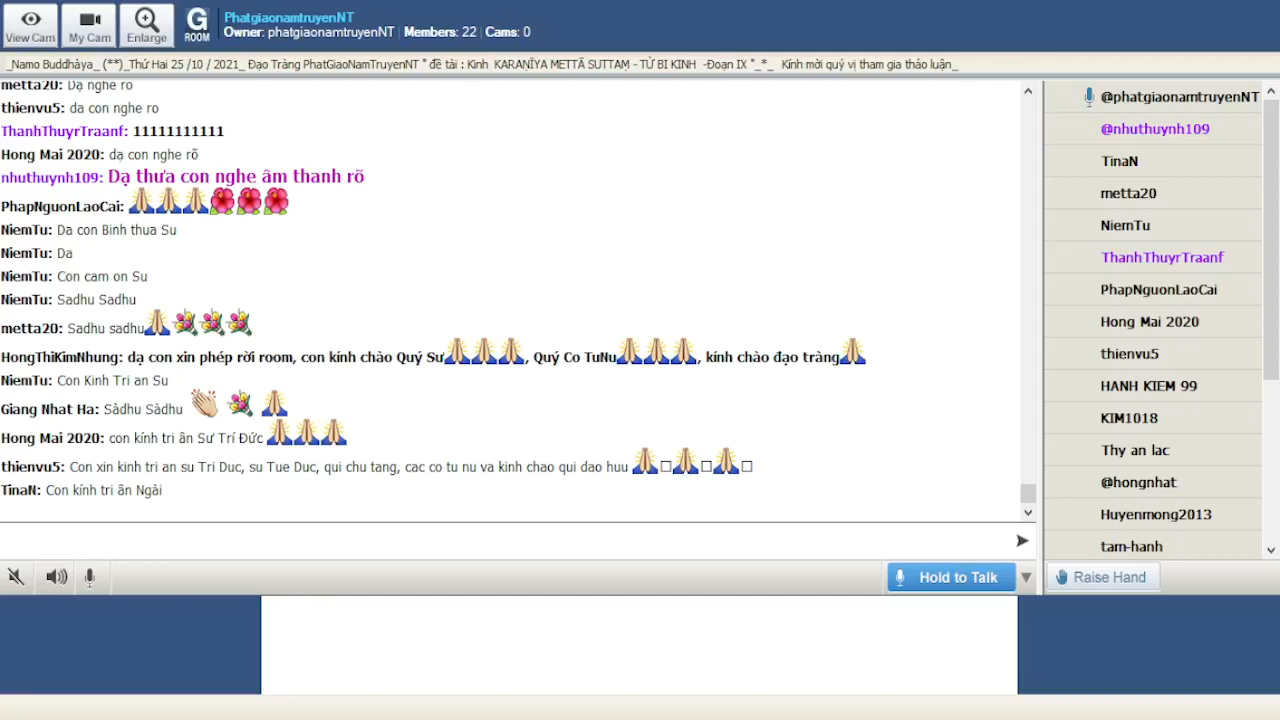 View Cam
My Cam
Enlarge
G
ROOM
PhatgiaonamtruyenNT
Owner: phatgiaonamtruyenNT | Members: 22 | Cams: 0
_Namo Buddhàya_ (**)_Thứ Hai 25 /10 / 2021_ Đạo Tràng PhatGiaoNamTruyenNT " đề tài : Kinh KARAṆĪYA METTĀ SUTTAṂ - TỪ BI KINH -Đoạn IX "_*_ Kính mời quý vị tham gia thảo luận_
metta20: Dạ nghe rõ
thienvu5: da con nghe ro
ThanhThuyrTraanf: 11111111111
Hong Mai 2020: dạ con nghe rõ
nhuthuynh109: Dạ thưa con nghe âm thanh rõ
PhapNguonLaoCai: 🙏🙏🙏🌺🌺🌺
NiemTu: Da con Binh thua Su
NiemTu: Da
NiemTu: Con cam on Su
NiemTu: Sadhu Sadhu
metta20: Sadhu sadhu🙏💐💐💐
HongThiKimNhung: dạ con xin phép rời room, con kính chào Quý Sư🙏🙏🙏, Quý Co TuNu🙏🙏🙏, kính chào đạo tràng🙏
NiemTu: Con Kinh Tri an Su
Giang Nhat Ha: Sàdhu Sàdhu 👏 💐 🙏
Hong Mai 2020: con kính tri ân Sư Trí Đức 🙏🙏🙏
thienvu5: Con xin kinh tri an su Tri Duc, su Tue Duc, qui chu tang, cac co tu nu va kinh chao qui dao huu 🙏□🙏□🙏□
TinaN: Con kính tri ân Ngài
Hold to Talk
@phatgiaonamtruyenNT
@nhuthuynh109
TinaN
metta20
NiemTu
ThanhThuyrTraanf
PhapNguonLaoCai
Hong Mai 2020
thienvu5
HANH KIEM 99
KIM1018
Thy an lac
@hongnhat
Huyenmong2013
tam-hanh
Raise Hand